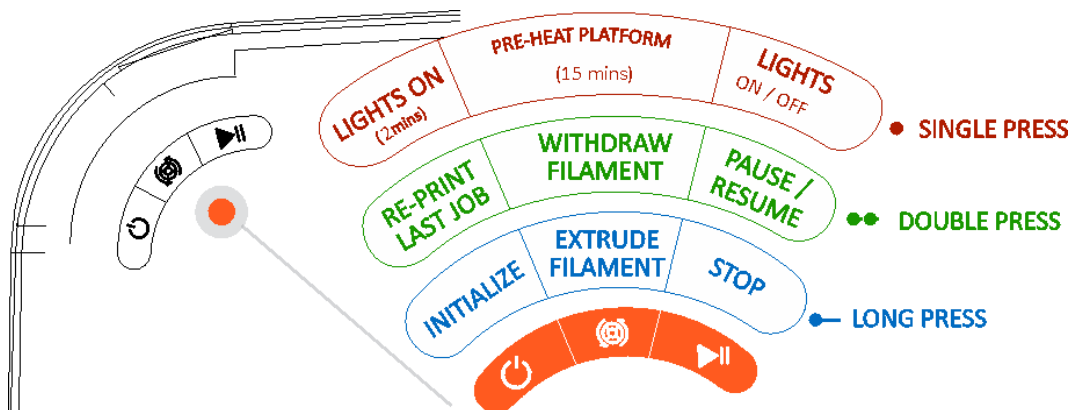 LIGHTS ON
(2mins)
PRE-HEAT PLATFORM
(15 mins)
LIGHTS
ON / OFF
SINGLE PRESS
RE-PRINT
LAST JOB
WITHDRAW
FILAMENT
PAUSE /
RESUME
DOUBLE PRESS
INITIALIZE
EXTRUDE
FILAMENT
STOP
LONG PRESS